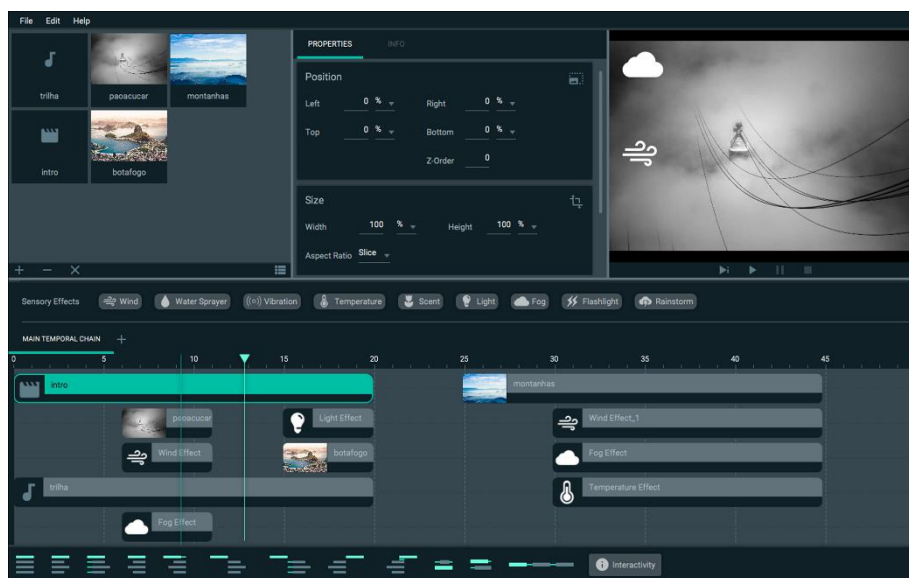 File Edit Help
trilha paoacucar montanhas
intro botafogo
PROPERTIES INFO
Position
Left 0 % Right 0 %
Top 0 % Bottom 0 %
Z-Order 0
Size
Width 100 % Height 100 %
Aspect Ratio Slice
Sensory Effects Wind Water Sprayer Vibration Temperature Scent Light Fog Flashlight Rainstorm
MAIN TEMPORAL CHAIN
0 5 10 15 20 25 30 35 40 45
intro montanhas
paoacucar Light Effect Wind Effect_1
Wind Effect botafogo Fog Effect
trilha Temperature Effect
Fog Effect
Interactivity